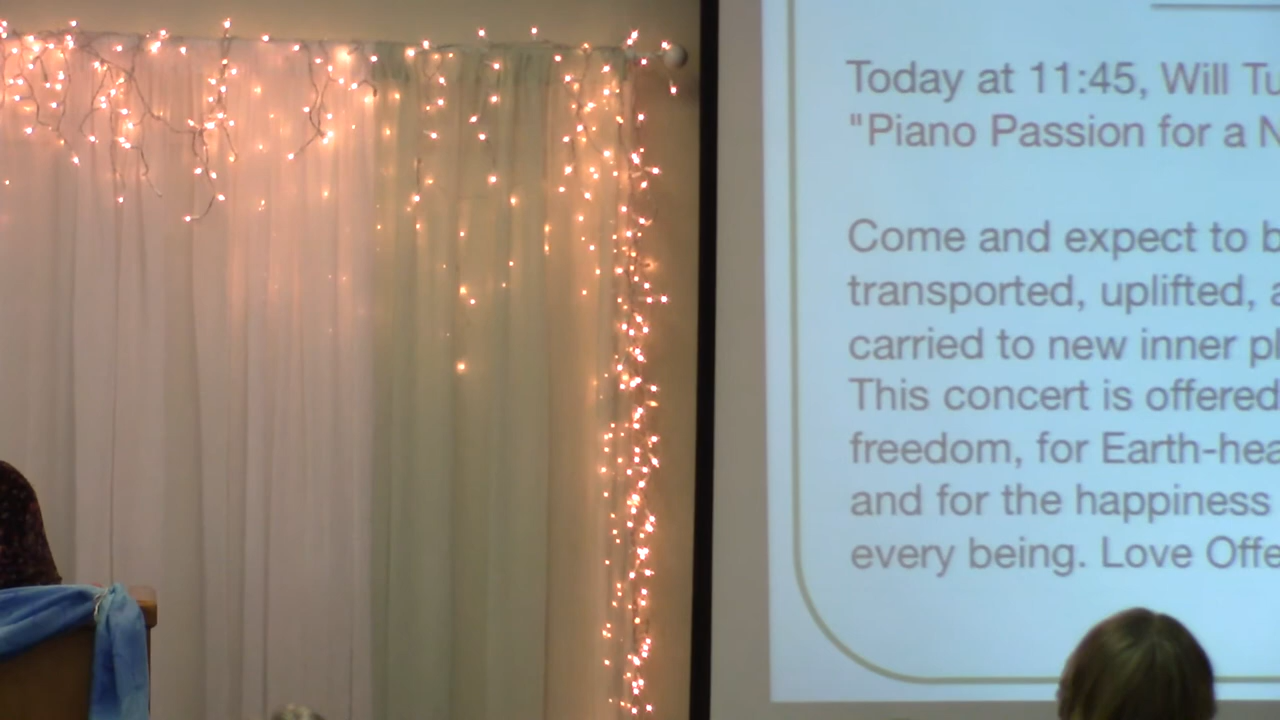 Today at 11:45, Will
"Piano Passion for a
Come and expect to
transported, uplifted,
carried to new inner
This concert is offered
freedom, for
and for the happiness
every being. Love